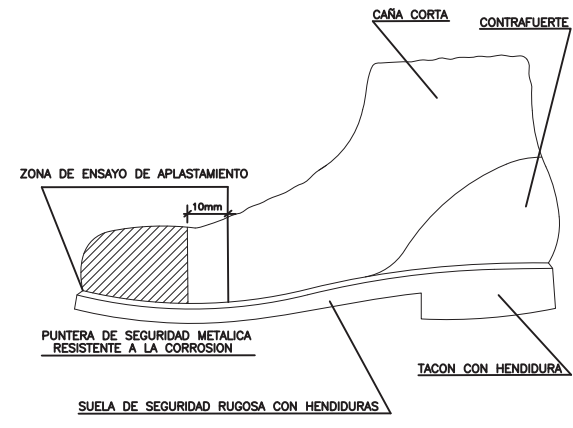 CAÑA CORTA
CONTRAFUERTE
ZONA DE ENSAYO DE APLASTAMIENTO
10mm
PUNTERA DE SEGURIDAD METALICA
RESISTENTE A LA CORROSION
TACON CON HENDIDURA
SUELA DE SEGURIDAD RUGOSA CON HENDIDURAS